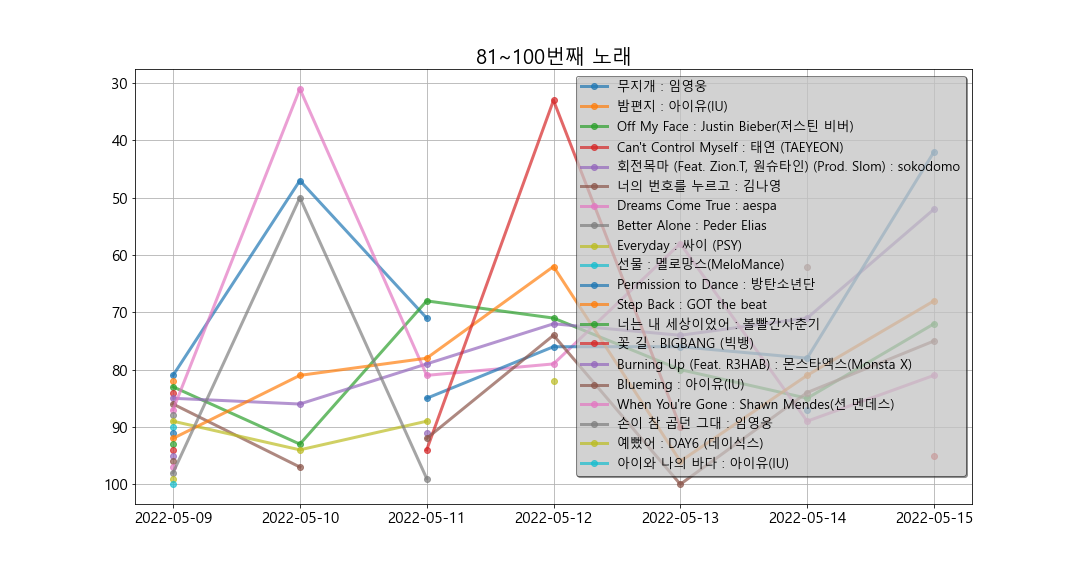 81~100번째 노래
30
40
50
60
70
80
90
100
무지개 : 임영웅
밤편지 : 아이유(IU)
Off My Face : Justin Bieber(저스틴 비버)
Can't Control Myself : 태연 (TAEYEON)
회전목마 (Feat. Zion.T, 원슈타인) (Prod. Slom) : sokodomo
너의 번호를 누르고 : 김나영
Dreams Come True : aespa
Better Alone : Peder Elias
Everyday : 싸이 (PSY)
선물 : 멜로망스(MeloMance)
Permission to Dance : 방탄소년단
Step Back : GOT the beat
너는 내 세상이었어 : 볼빨간사춘기
꽃 길 : BIGBANG (빅뱅)
Burning Up (Feat. R3HAB) : 몬스타엑스(Monsta X)
Blueming : 아이유(IU)
When You're Gone : Shawn Mendes(션 멘데스)
손이 참 곱던 그대 : 임영웅
예뻤어 : DAY6 (데이식스)
아이와 나의 바다 : 아이유(IU)
2022-05-09
2022-05-10
2022-05-11
2022-05-12
2022-05-13
2022-05-14
2022-05-15